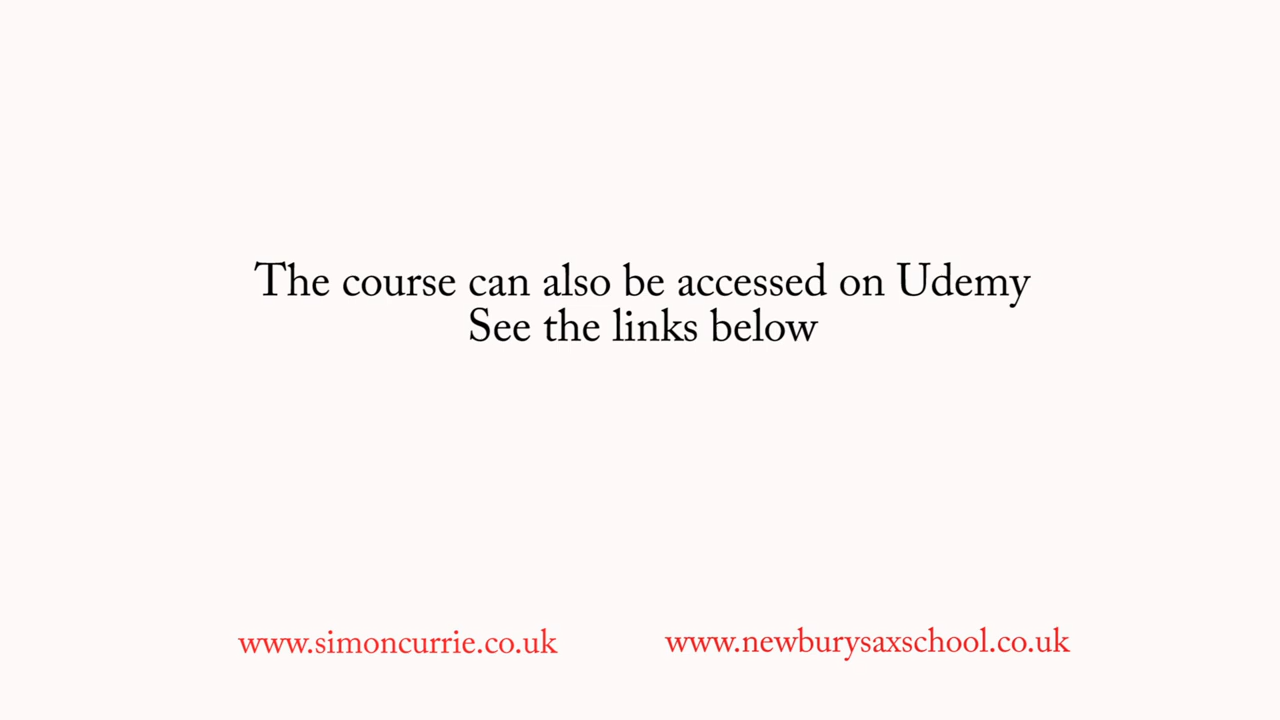 The course can also be accessed on Udemy
See the links below
www.simoncurrie.co.uk
www.newburysaxschool.co.uk